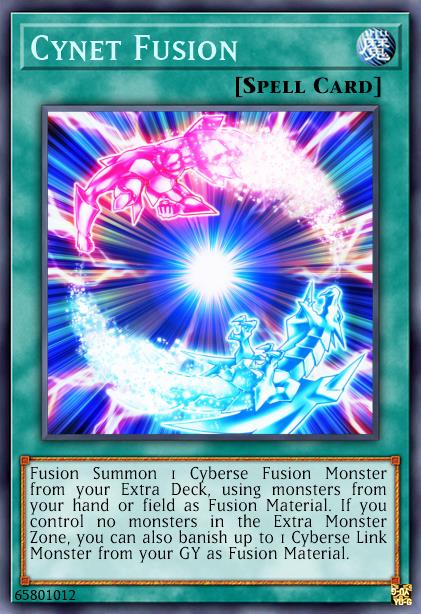 Cynet Fusion
魔
[Spell Card]
Fusion Summon 1 Cyberse Fusion Monster
from your Extra Deck, using monsters from
your hand or field as Fusion Material. If you
control no monsters in the Extra Monster
Zone, you can also banish up to 1 Cyberse Link
Monster from your GY as Fusion Material.
65801012